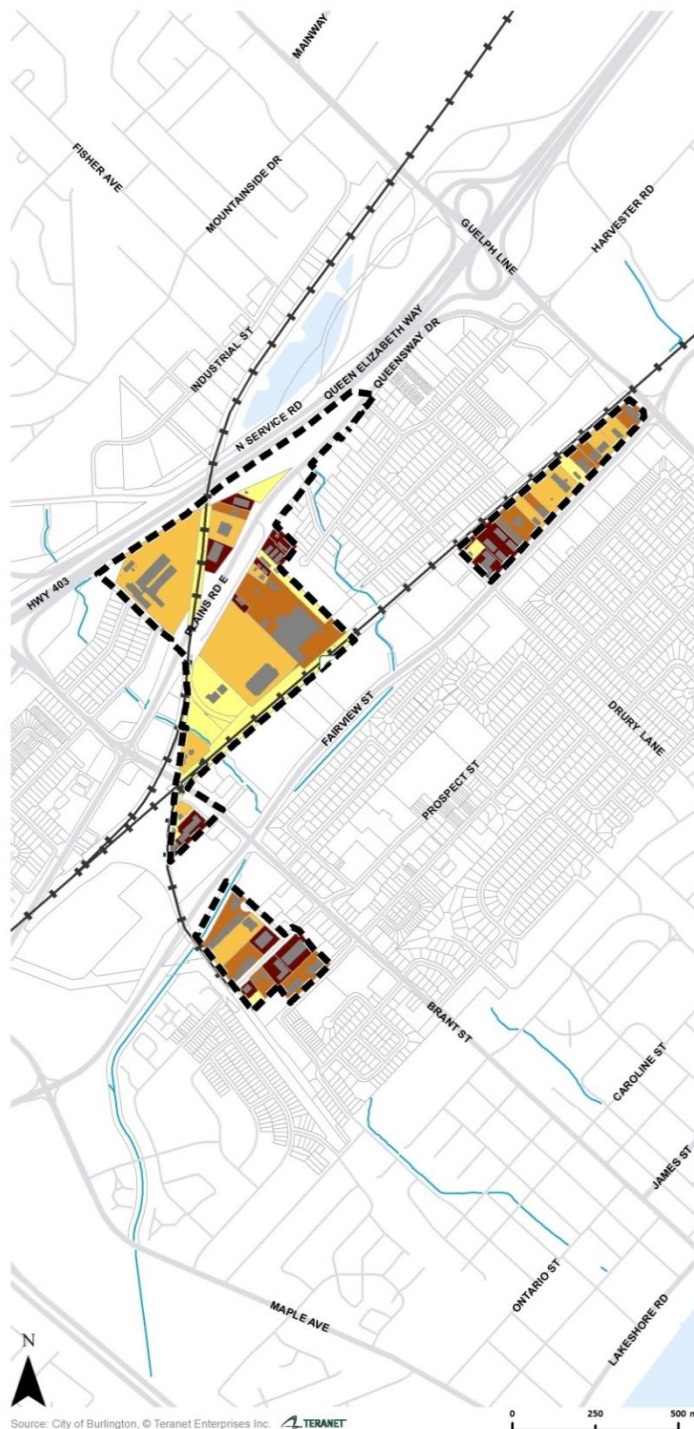 MAINWAY
FISHER AVE
MOUNTAINSIDE DR
HARVESTER RD
GUELPH LINE
INDUSTRIAL ST
QUEEN ELIZABETH WAY
QUEENSWAY DR
N SERVICE RD
HWY 403
PLAINS RD E
FAIRVIEW ST
DRURY LANE
PROSPECT ST
BRANT ST
CAROLINE ST
JAMES ST
ONTARIO ST
MAPLE AVE
LAKESHORE RD
N
Source: City of Burlington, © Teranet Enterprises Inc. TERANET
0 250 500